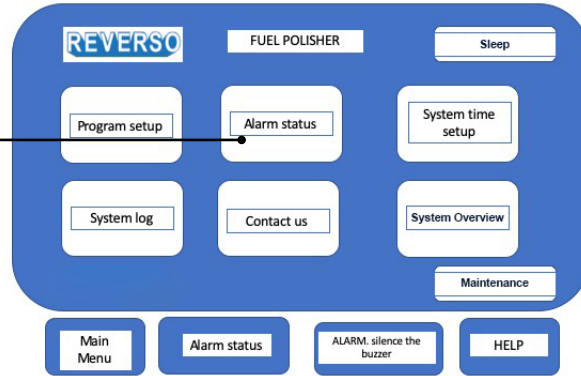 REVERSO
FUEL POLISHER
Sleep
Program setup
Alarm status
System time
setup
System log
Contact us
System Overview
Maintenance
Main
Menu
Alarm status
ALARM. silence the
buzzer
HELP